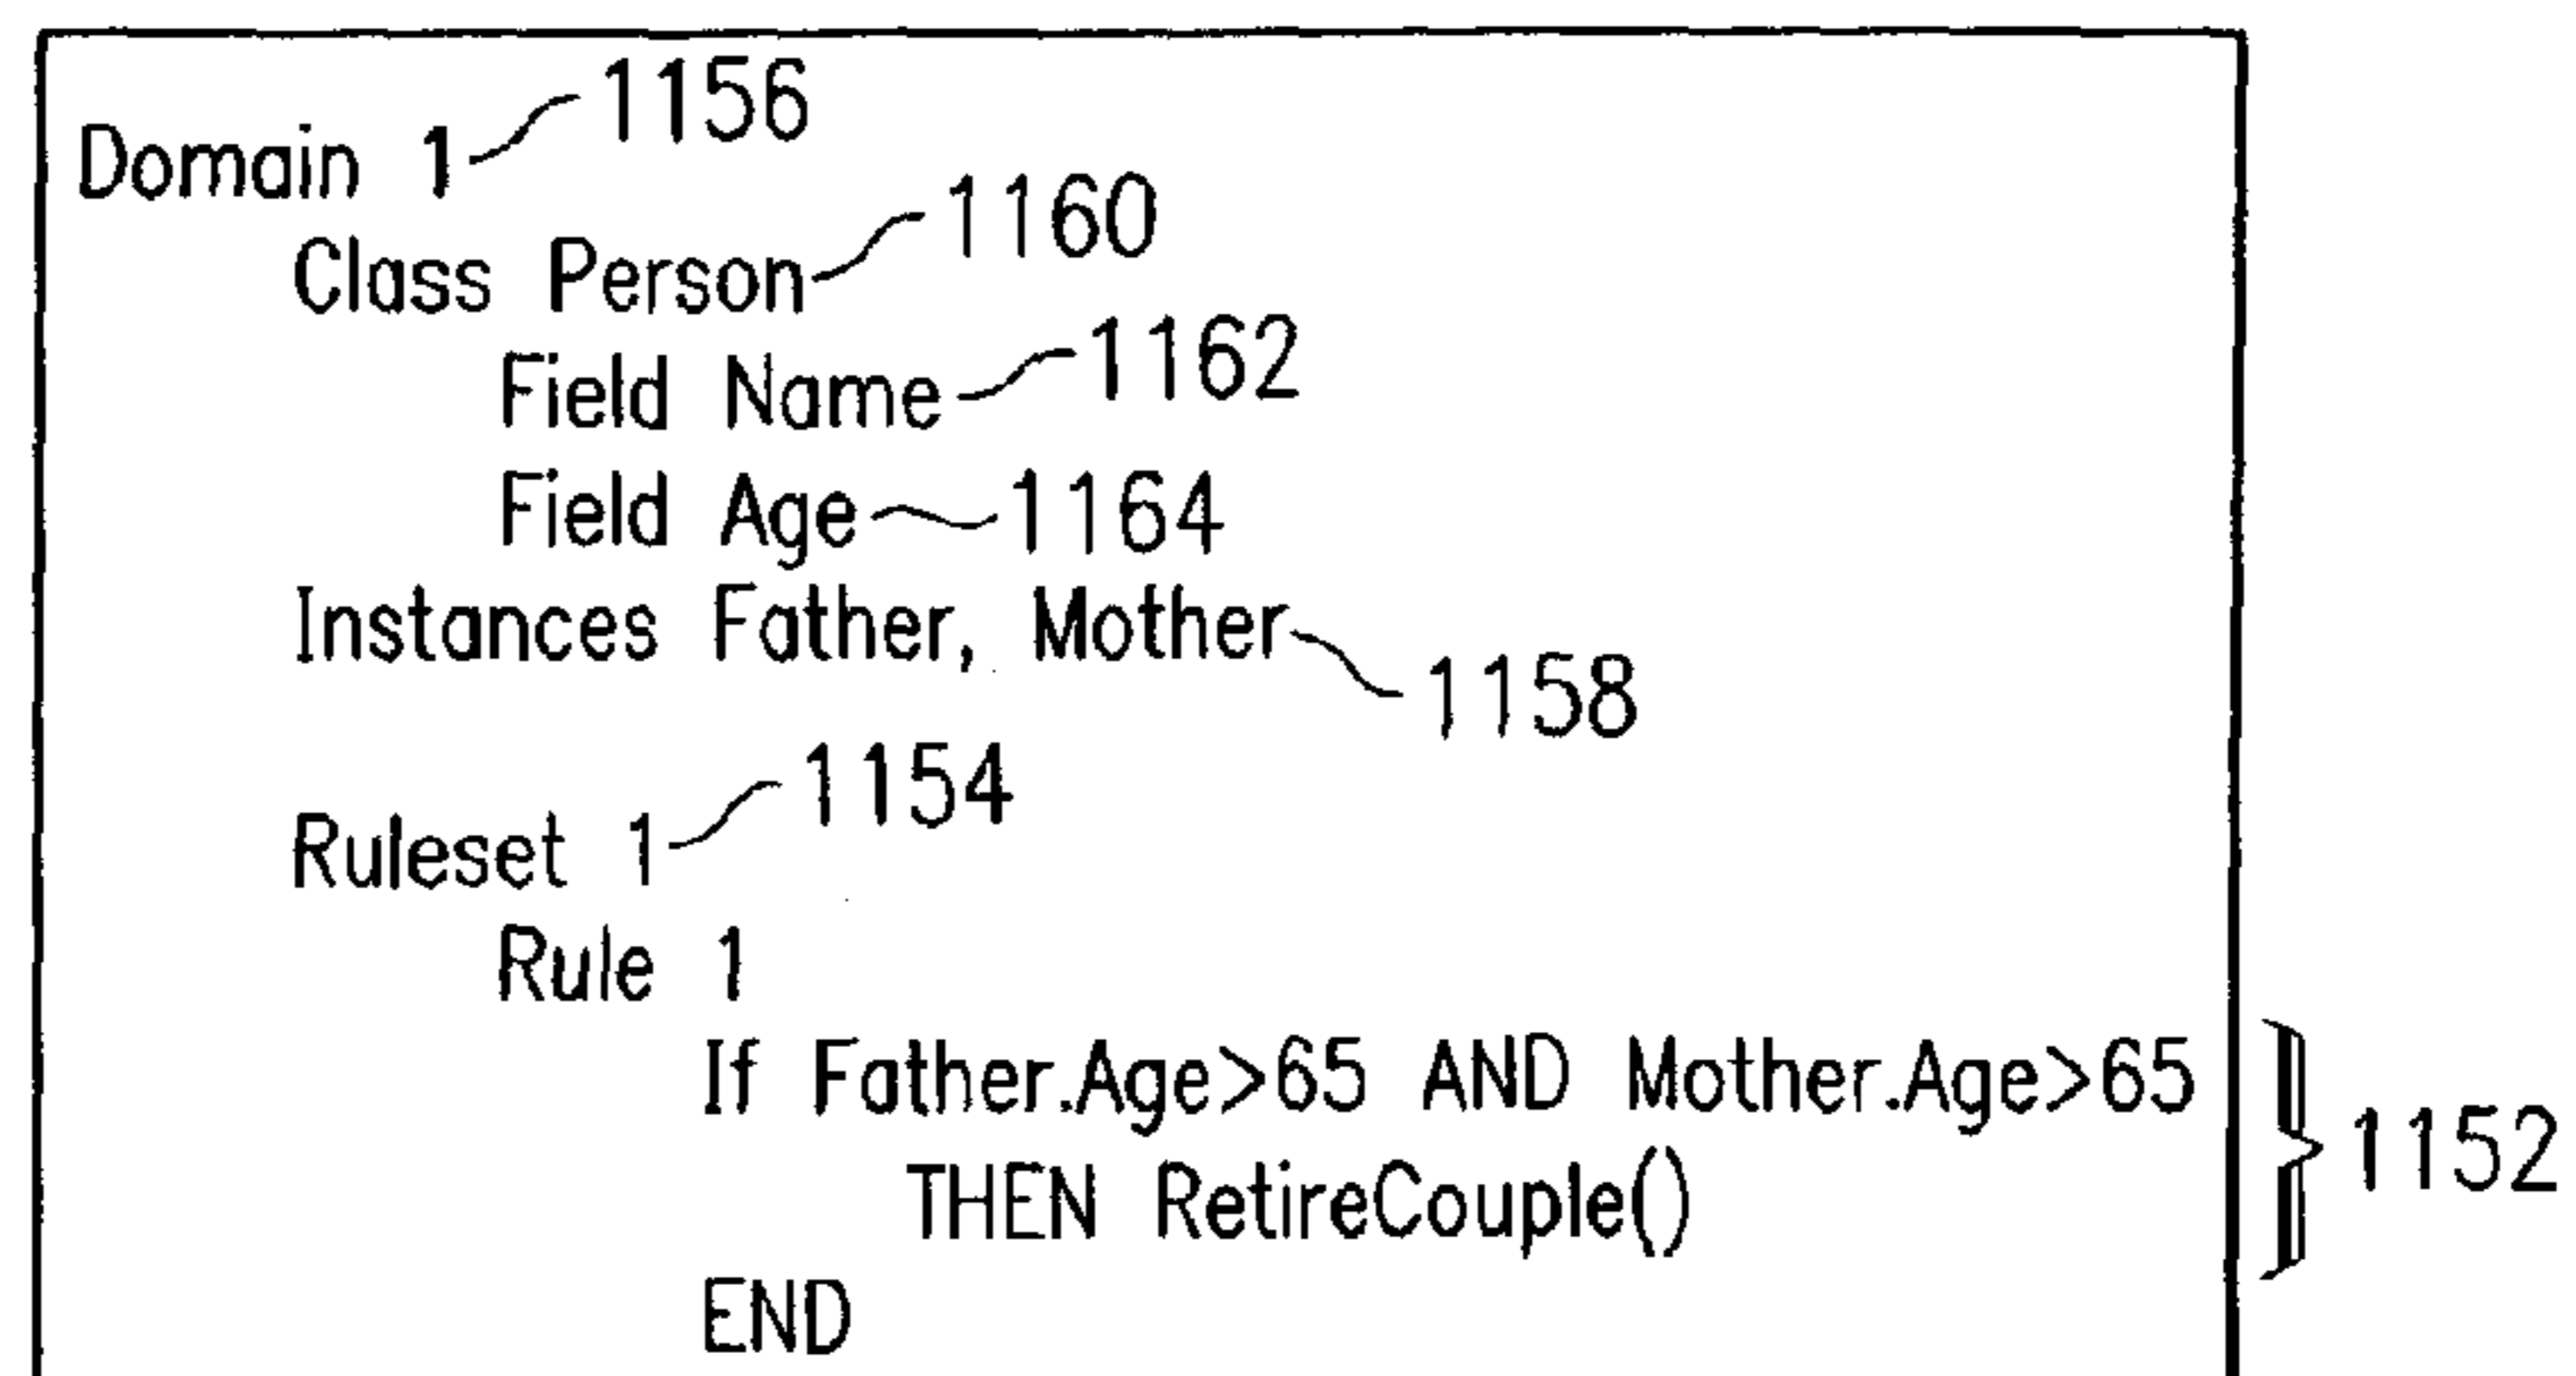 1156
Domain 1
1160
Class Person
1162
Field Name
Field Age 1164
Instances Father, Mother
1158
1154
Ruleset 1
Rule 1
If Father.Age>65 AND Mother.Age>65
1152
THEN RetireCouple()
END